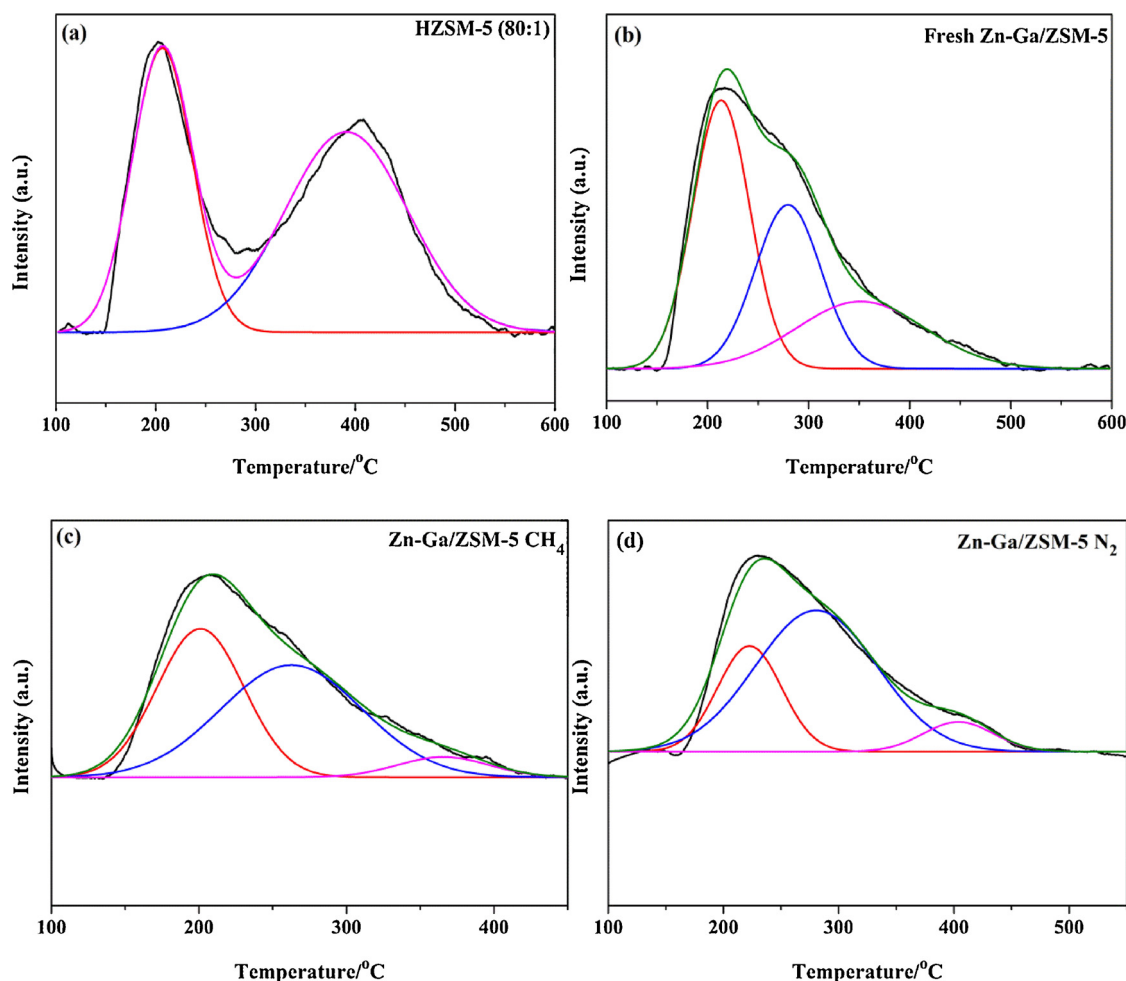 (a)
HZSM-5 (80:1)
Intensity (a.u.)
100 200 300 400 500 600
Temperature/°C
(b)
Fresh Zn-Ga/ZSM-5
Intensity (a.u.)
100 200 300 400 500 600
Temperature/°C
(c)
Zn-Ga/ZSM-5 CH₄
Intensity (a.u.)
100 200 300 400
Temperature/°C
(d)
Zn-Ga/ZSM-5 N₂
Intensity (a.u.)
100 200 300 400 500
Temperature/°C